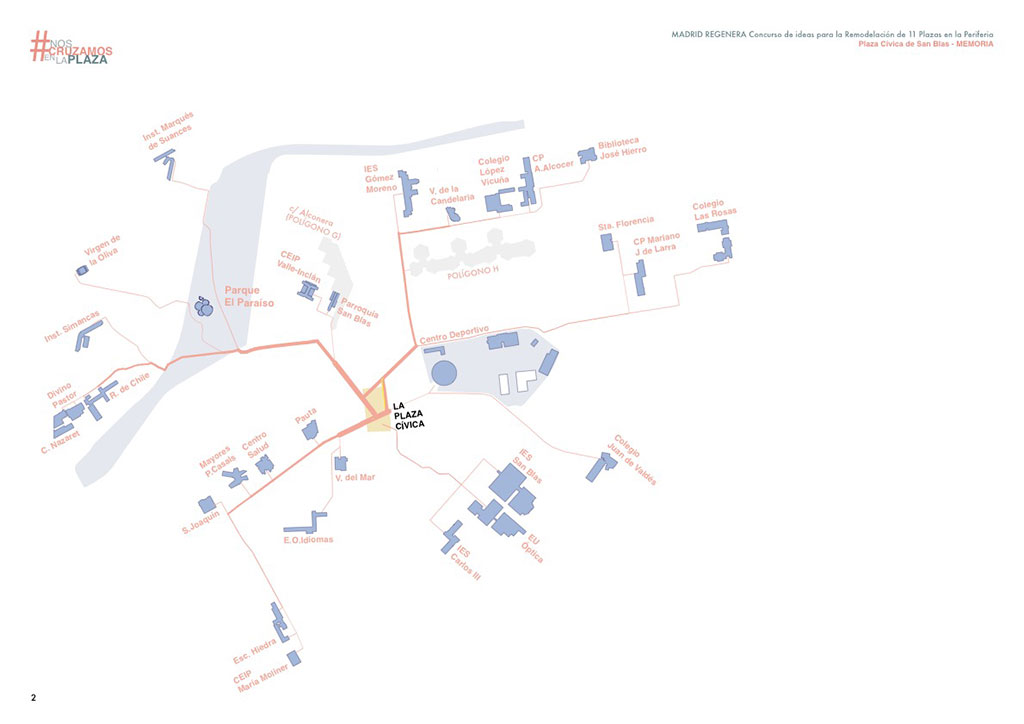 #NOS
CRUZAMOS
EN LAPLAZA
MADRID REGENERA Concurso de ideas para la Remodelación de 11 Plazas en la Periferia
Plaza Cívica de San Blas - MEMORIA
Inst. Marqués
de Suances
IES
Gómez
Moreno
V. de la
Candelaria
Colegio
López
Vicuña
CP
A.Alcocer
Biblioteca
José Hierro
c/ Alconera
(POLÍGONO G)
Sta. Florencia
CP Mariano
J de Larra
Colegio
Las Rosas
Virgen de
la Oliva
CEIP
Valle-Inclán
POLÍGONO H
Parque
El Paraíso
Parroquia
San Blas
Inst. Simancas
Centro Deportivo
Divino
Pastor
R. de Chile
C. Nazaret
LA
PLAZA
CÍVICA
Pauta
Centro
Salud
Mayores
P.Casals
V. del Mar
S.Joaquin
E.O.Idiomas
IES
San Blas
Colegio
Juan de Valdés
EU
Óptica
IES
Carlos III
Esc. Hiedra
CEIP
Maria Moliner
2